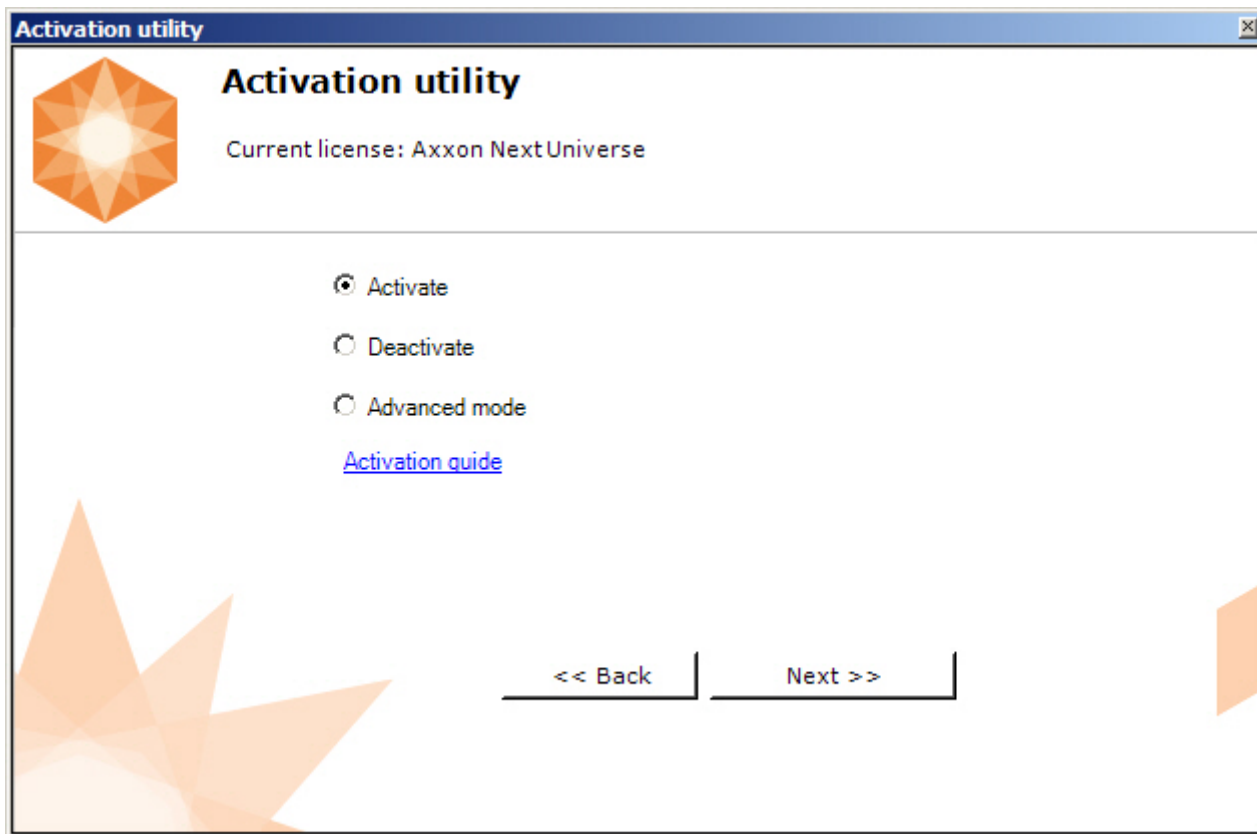 Activation utility
Activation utility
Current license: Axxon Next Universe
Activate
Deactivate
Advanced mode
Activation guide
<< Back
Next >>